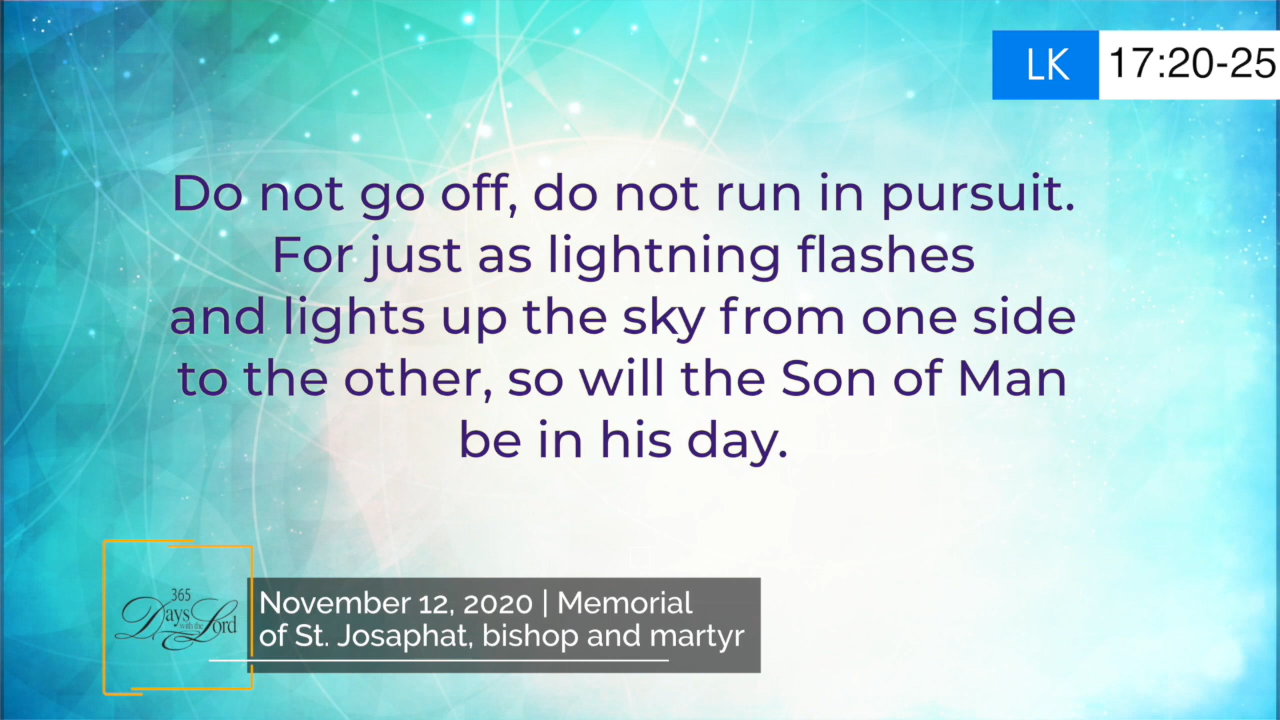 LK 17:20-25
Do not go off, do not run in pursuit.
For just as lightning flashes
and lights up the sky from one side
to the other, so will the Son of Man
be in his day.
365
Days with the Lord
November 12, 2020 | Memorial
of St. Josaphat, bishop and martyr